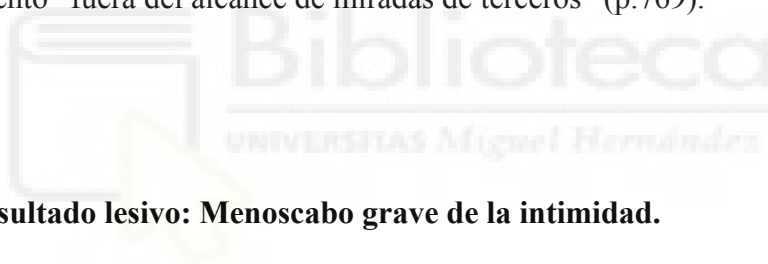 fuera del alcance de miradas de terceros" (p.769).
Biblioteca
UNIVERSITAS Miguel Hernández
sultado lesivo: Menoscabo grave de la intimidad.